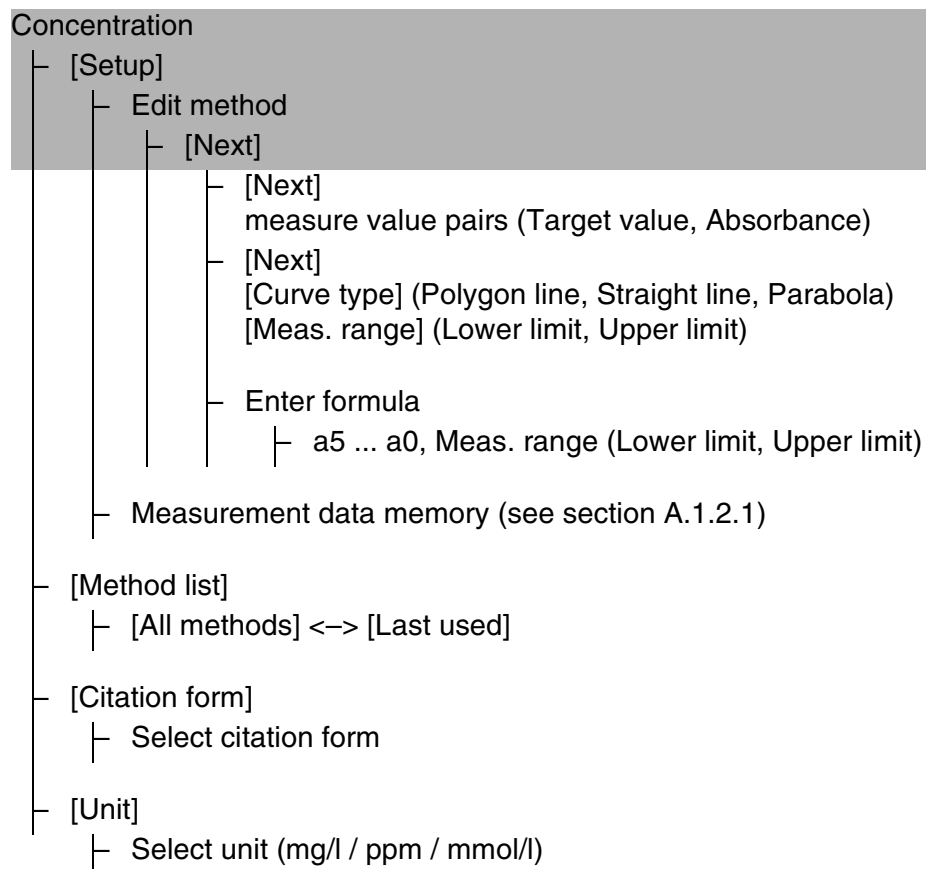 Concentration
[Setup]
Edit method
[Next]
[Next]
measure value pairs (Target value, Absorbance)
[Next]
[Curve type] (Polygon line, Straight line, Parabola)
[Meas. range] (Lower limit, Upper limit)
Enter formula
a5 ... a0, Meas. range (Lower limit, Upper limit)
Measurement data memory (see section A.1.2.1)
[Method list]
[All methods] <–> [Last used]
[Citation form]
Select citation form
[Unit]
Select unit (mg/l / ppm / mmol/l)